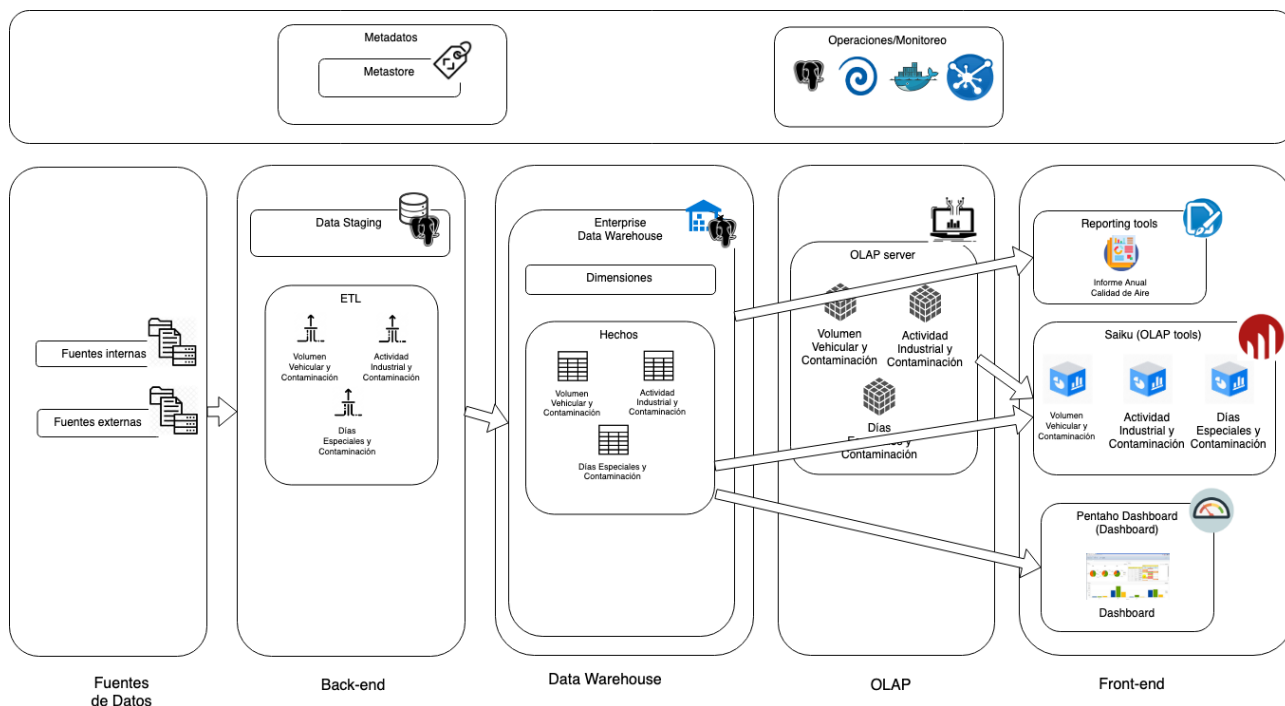 Metadatos
Metastore
Operaciones/Monitoreo
Fuentes internas
Fuentes externas
Fuentes
de Datos
Data Staging
ETL
Volumen
Vehicular y
Contaminación
Actividad
Industrial y
Contaminación
Días
Especiales y
Contaminación
Back-end
Enterprise
Data Warehouse
Dimensiones
Hechos
Volumen
Vehicular y
Contaminación
Actividad
Industrial y
Contaminación
Días Especiales y
Contaminación
Data Warehouse
OLAP server
Volumen
Vehicular y
Contaminación
Actividad
Industrial y
Contaminación
Días
Especiales y
Contaminación
OLAP
Reporting tools
Informe Anual
Calidad de Aire
Saiku (OLAP tools)
Volumen
Vehicular y
Contaminación
Actividad
Industrial y
Contaminación
Días
Especiales y
Contaminación
Pentaho Dashboard
(Dashboard)
Dashboard
Front-end